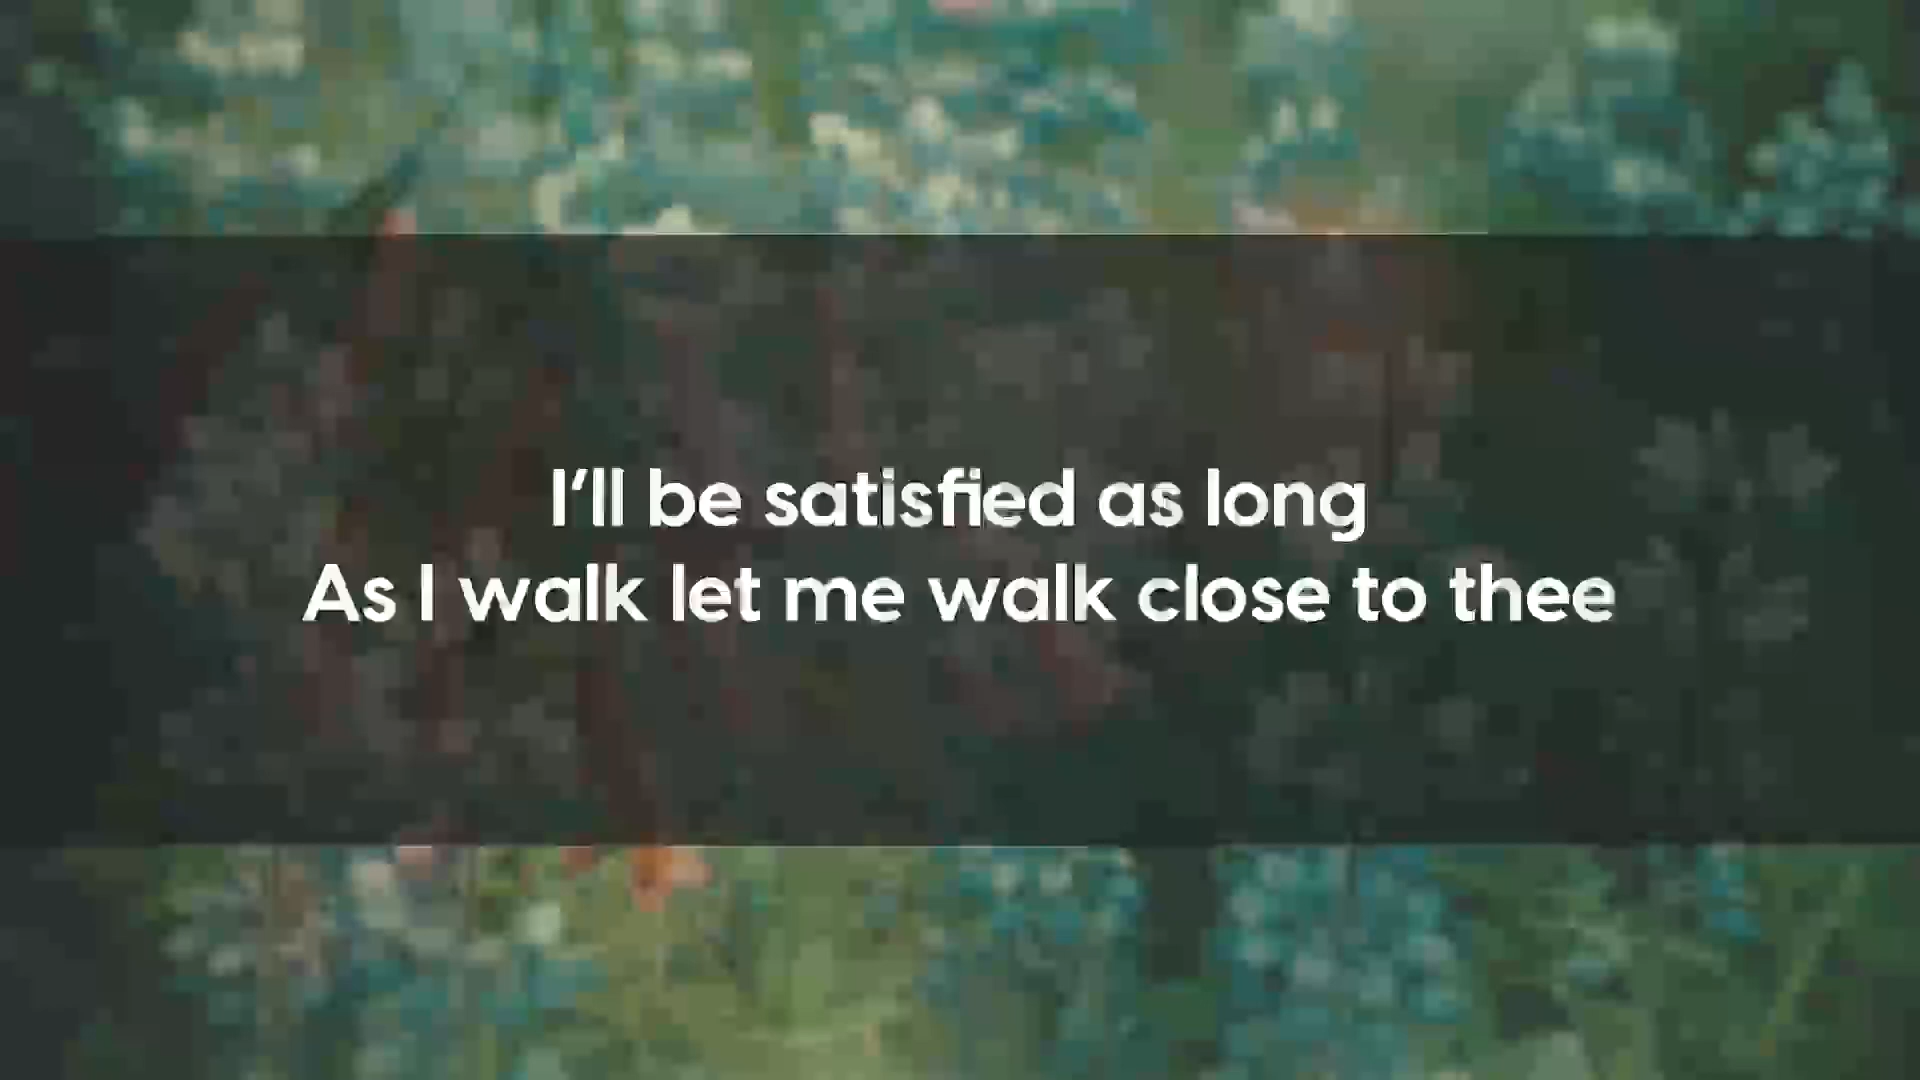 I’ll be satisfied as long
As I walk let me walk close to thee